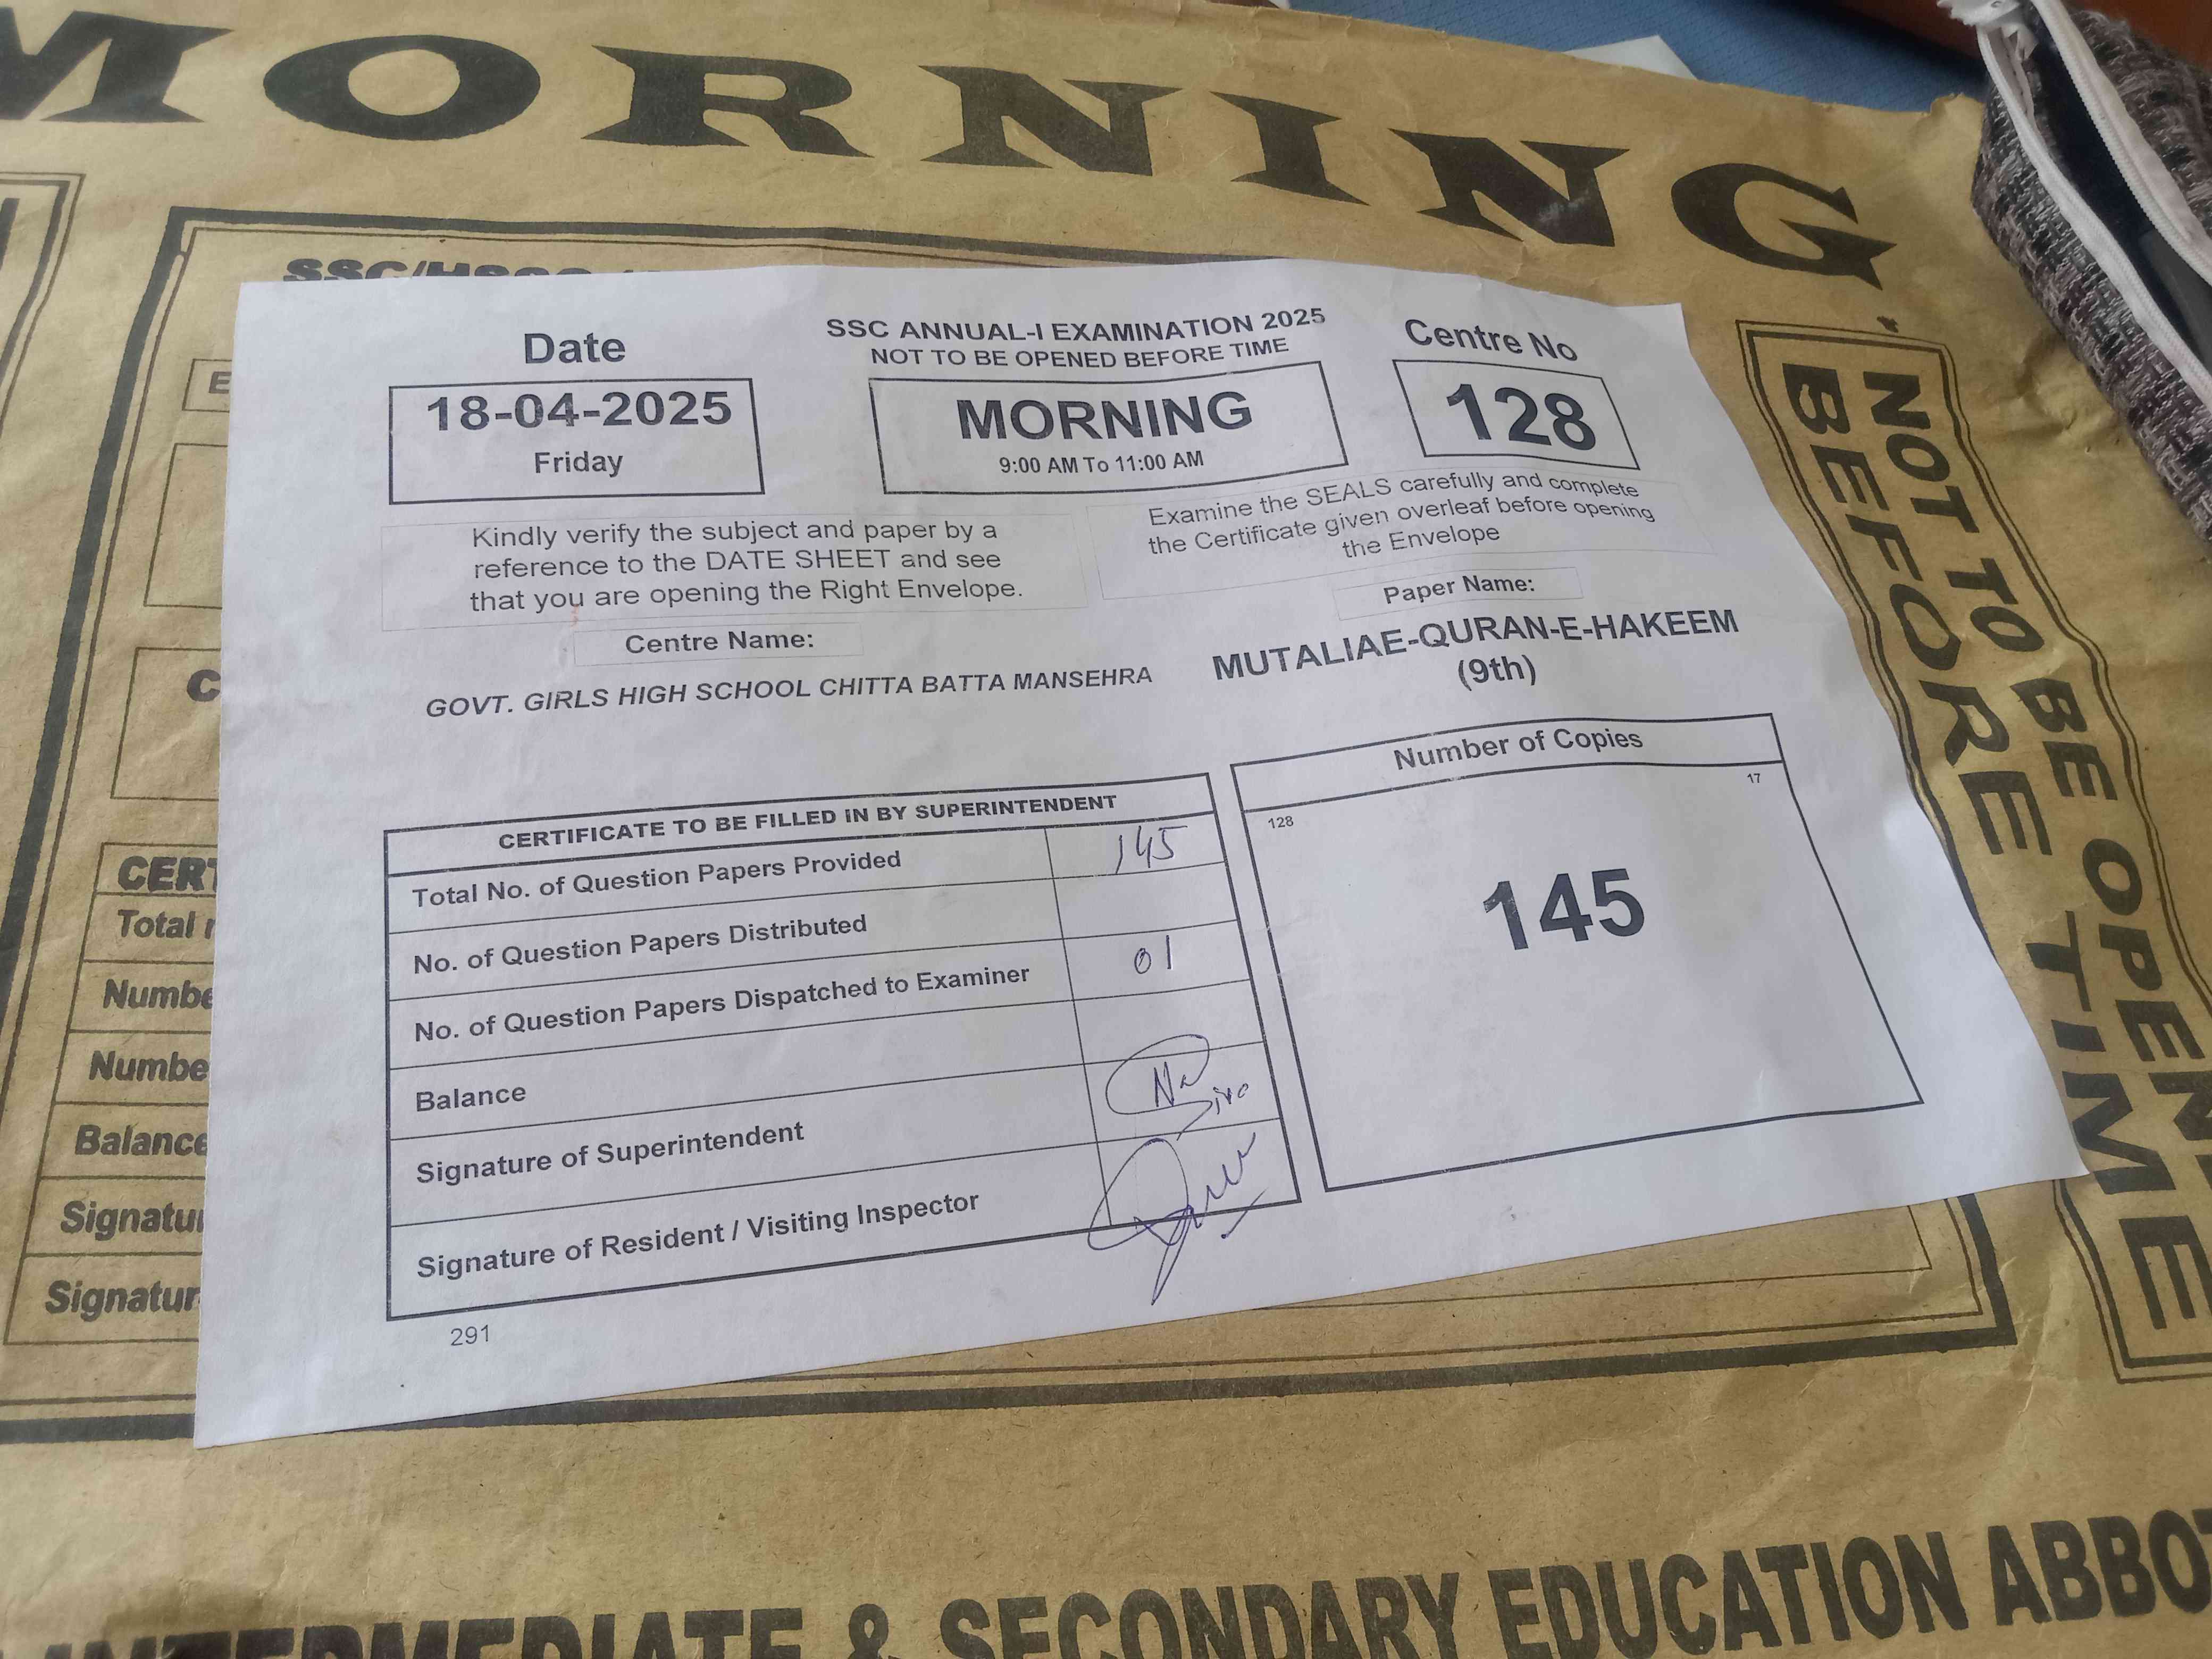 MORNING
SSC/HSSC
Date
18-04-2025
Friday
SSC ANNUAL-I EXAMINATION 2025
NOT TO BE OPENED BEFORE TIME
MORNING
9:00 AM To 11:00 AM
Centre No
128
Kindly verify the subject and paper by a
reference to the DATE SHEET and see
that you are opening the Right Envelope.
Examine the SEALS carefully and complete
the Certificate given overleaf before opening
the Envelope
Centre Name:
GOVT. GIRLS HIGH SCHOOL CHITTA BATTA MANSEHRA
Paper Name:
MUTALIAE-QURAN-E-HAKEEM
(9th)
CERTIFICATE TO BE FILLED IN BY SUPERINTENDENT
Total No. of Question Papers Provided 145
No. of Question Papers Distributed
No. of Question Papers Dispatched to Examiner 01
Balance
Signature of Superintendent
Signature of Resident / Visiting Inspector
291
Number of Copies
128 17
145
NOT TO BE OPEN
BEFORE TIME
E
C
CERT
Total n
Numbe
Numbe
Balance
Signatur
Signatur
INTERMEDIATE & SECONDARY EDUCATION ABBOT